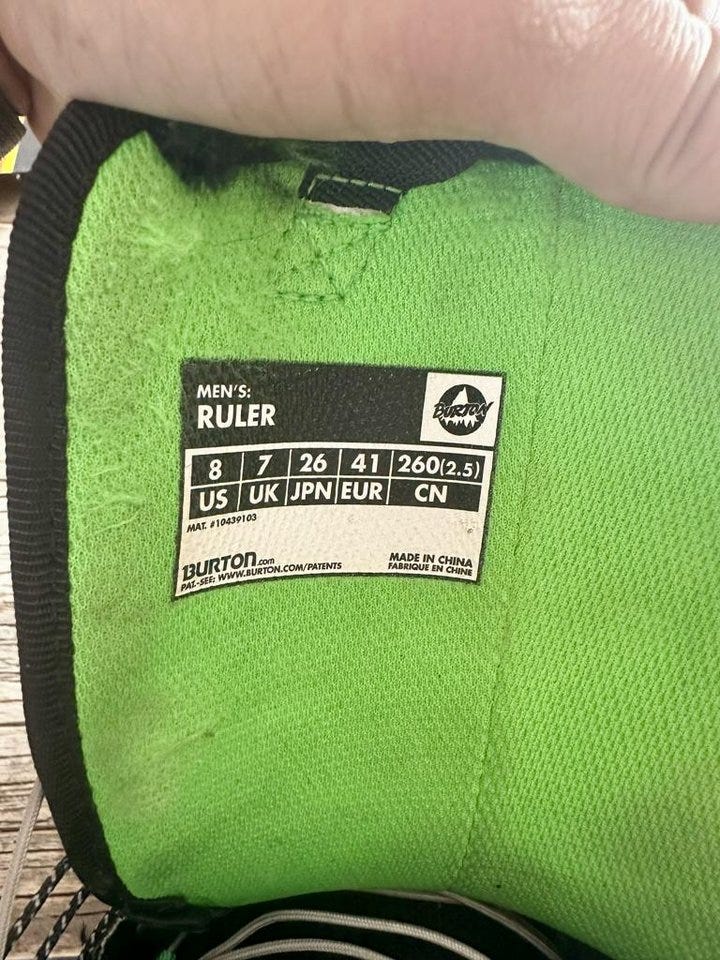 MEN'S:
RULER
BURTON
8 7 26 41 260(2.5)
US UK JPN EUR CN
MAT. #10439103
BURTON.com
PAT.-SEE: WWW.BURTON.COM/PATENTS
MADE IN CHINA
FABRIQUE EN CHINE